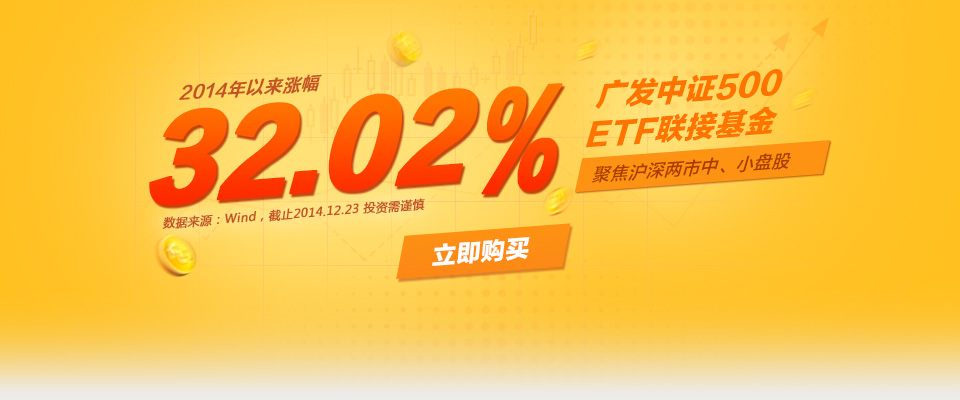 2014年以来涨幅
32.02%
数据来源：Wind，截止2014.12.23 投资需谨慎
广发中证500
ETF联接基金
聚焦沪深两市中、小盘股
立即购买